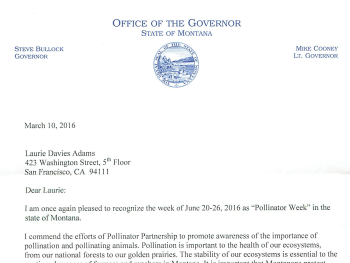 OFFICE OF THE GOVERNOR
STATE OF MONTANA
STEVE BULLOCK
GOVERNOR
MIKE COONEY
LT. GOVERNOR
March 10, 2016
Laurie Davies Adams
423 Washington Street, 5th Floor
San Francisco, CA 94111
Dear Laurie:
I am once again pleased to recognize the week of June 20-26, 2016 as “Pollinator Week” in the
state of Montana.
I commend the efforts of Pollinator Partnership to promote awareness of the importance of
pollination and pollinating animals. Pollination is important to the health of our ecosystems,
from our national forests to our golden prairies. The stability of our ecosystems is essential to the